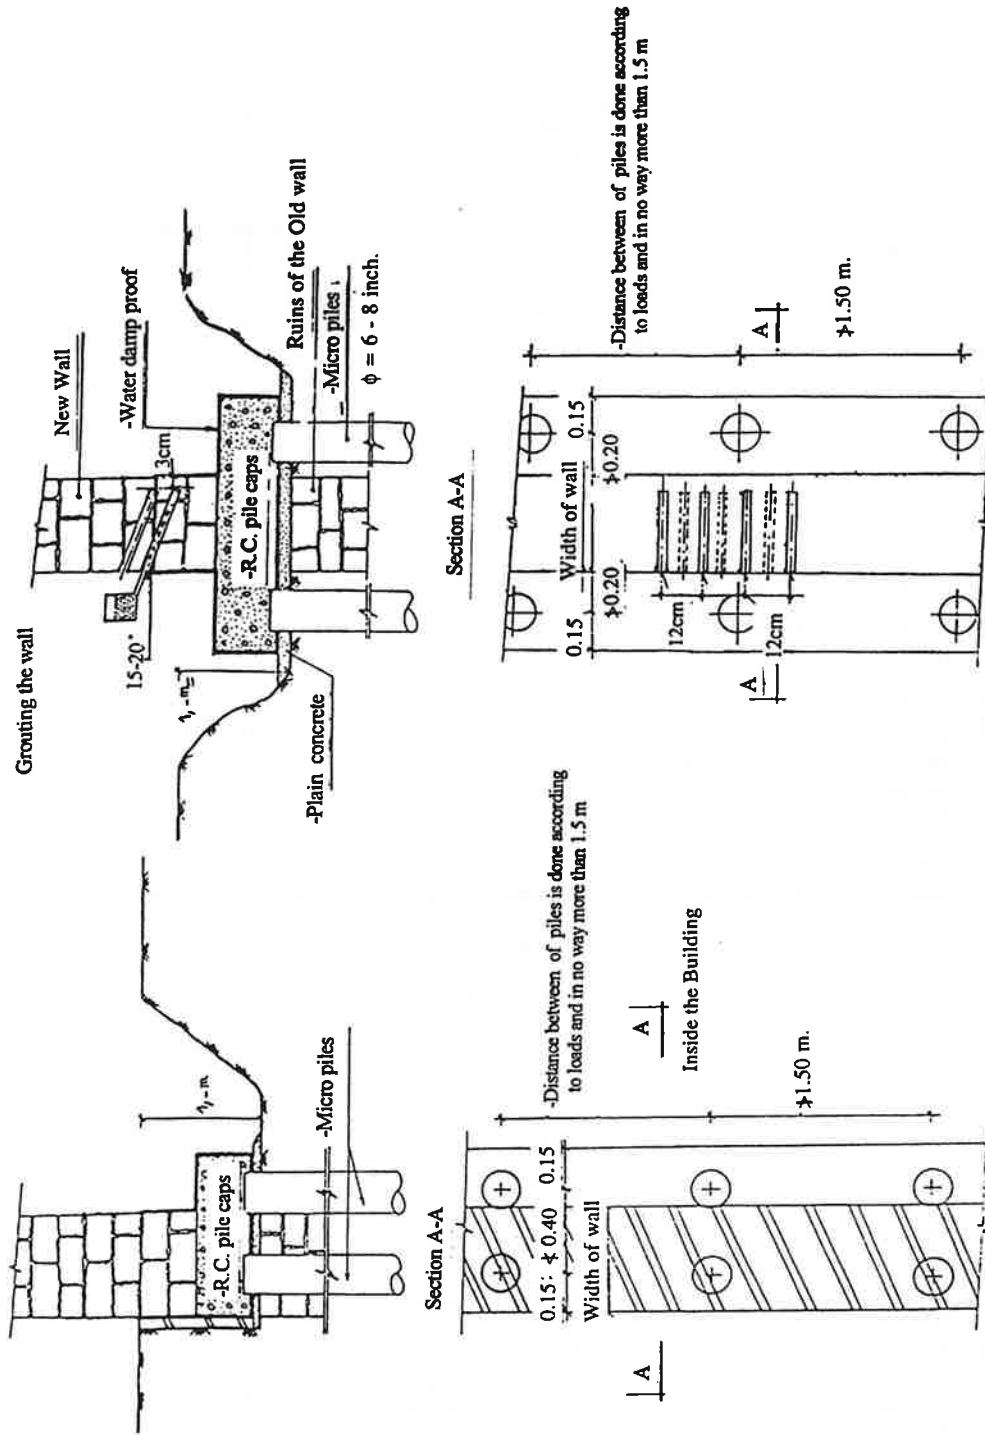 Grouting the wall
New Wall
-Water damp proof
3cm
15-20°
-R.C. pile caps
Ruins of the Old wall
-Micro piles
ϕ = 6 - 8 inch.
-Plain concrete
Section A-A
0.15
≯0.20
Width of wall
≯0.20
0.15
12cm
12cm
A
A
≯1.50 m.
-Distance between of piles is done according
to loads and in no way more than 1.5 m
-R.C. pile caps
-Micro piles
Section A-A
0.15
≮0.40
0.15
Width of wall
A
A
Inside the Building
≯1.50 m.
-Distance between of piles is done according
to loads and in no way more than 1.5 m